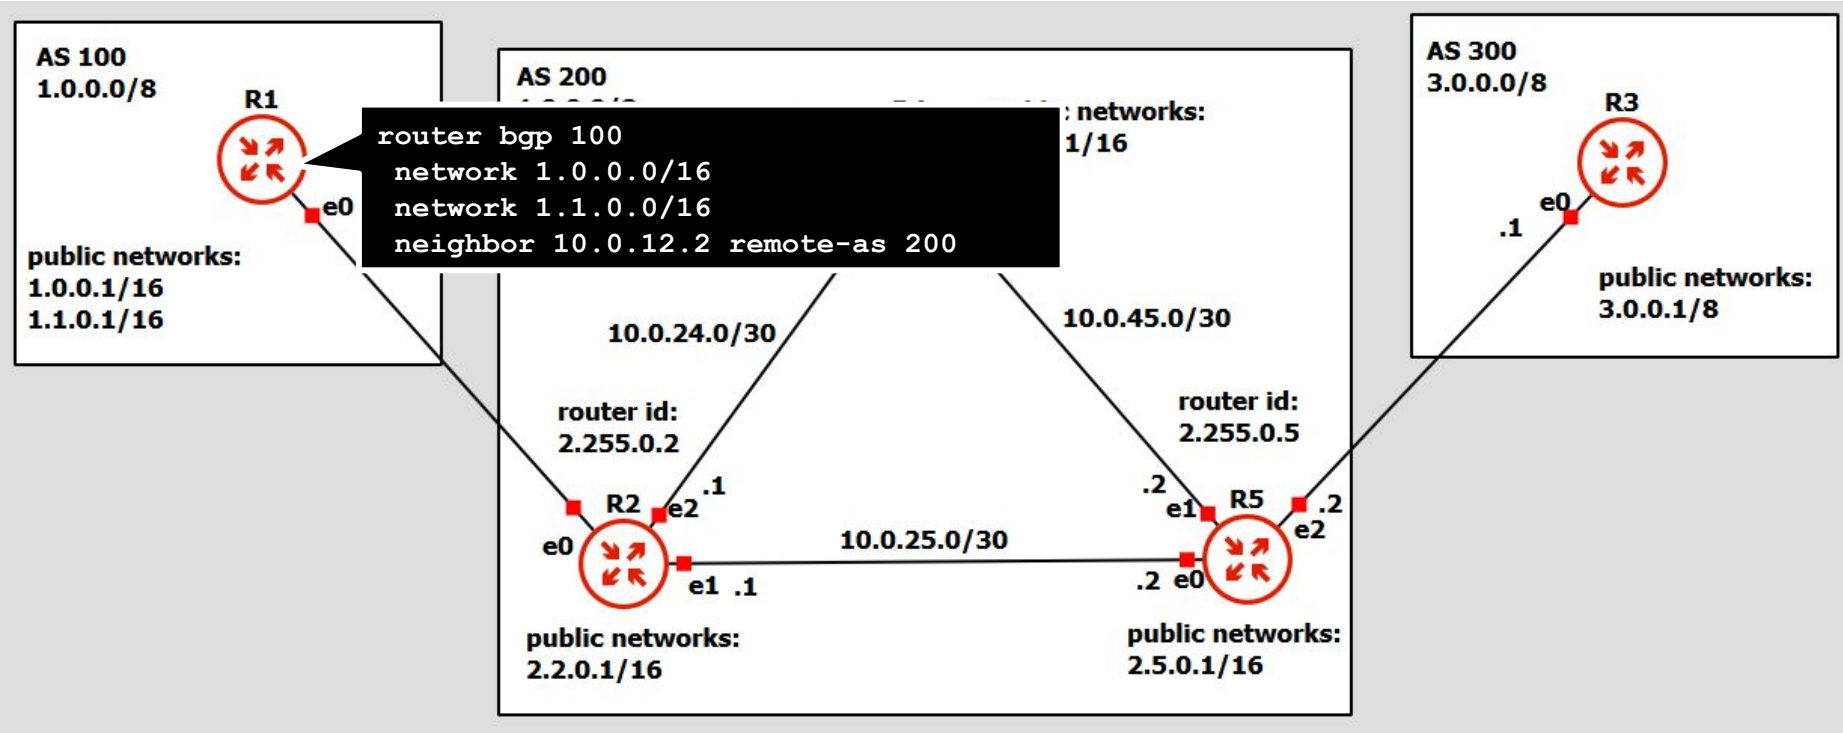 AS 100
1.0.0.0/8
R1
e0
public networks:
1.0.0.1/16
1.1.0.1/16
AS 200
router bgp 100
network 1.0.0.0/16
network 1.1.0.0/16
neighbor 10.0.12.2 remote-as 200
networks:
1/16
10.0.24.0/30
10.0.45.0/30
router id:
2.255.0.2
router id:
2.255.0.5
R2
e0
e2
.1
e1 .1
10.0.25.0/30
.2
e1
R5
.2
e2
.2 e0
public networks:
2.2.0.1/16
public networks:
2.5.0.1/16
AS 300
3.0.0.0/8
R3
e0
.1
public networks:
3.0.0.1/8